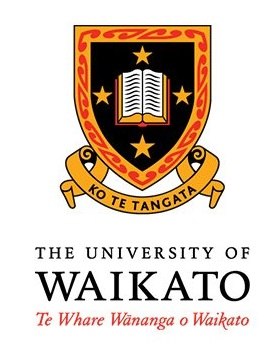 KO TE TANGATA
THE UNIVERSITY OF
WAIKATO
Te Whare Wānanga o Waikato